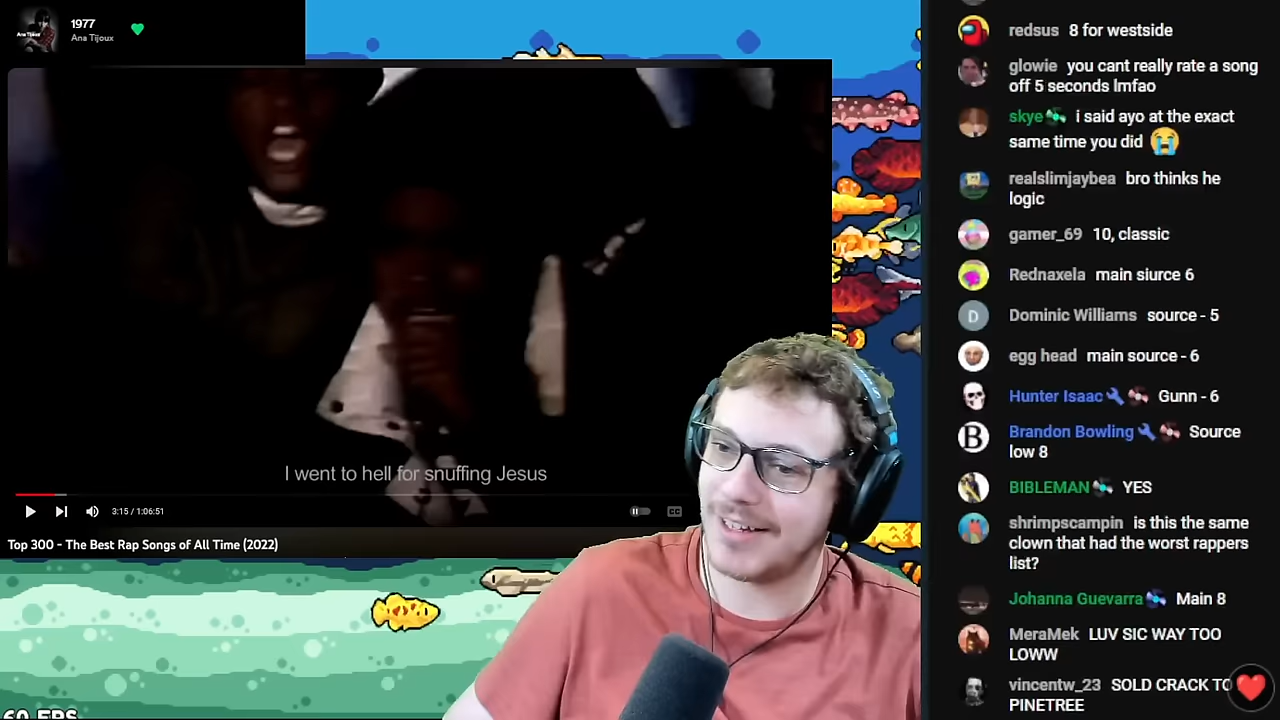 1977
Ana Tijoux
I went to hell for snuffing Jesus
3:15 / 1:06:51
CC
Top 300 - The Best Rap Songs of All Time (2022)
60 FPS
redsus 8 for westside
glowie you cant really rate a song
off 5 seconds lmfao
skye i said ayo at the exact
same time you did 😭
realslimjaybea bro thinks he
logic
gamer_69 10, classic
Rednaxela main siurce 6
D
Dominic Williams source - 5
egg head main source - 6
Hunter Isaac Gunn - 6
B
Brandon Bowling Source
low 8
BIBLEMAN YES
shrimpscampin is this the same
clown that had the worst rappers
list?
Johanna Guevarra Main 8
MeraMek LUV SIC WAY TOO
LOWW
vincentw_23 SOLD CRACK TO
PINETREE